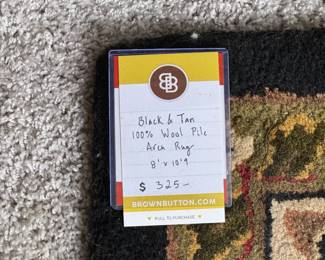 BB
Black & Tan
100% Wool Pile
Area Rug
8' x 10'9
$ 325-
BROWNBUTTON.COM
PULL TO PURCHASE